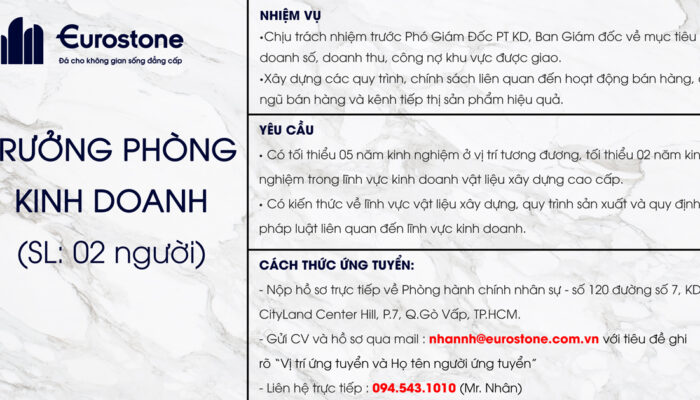 Eurostone
Đá cho không gian sống đẳng cấp
RƯỞNG PHÒNG
KINH DOANH
(SL: 02 người)
NHIỆM VỤ
•Chịu trách nhiệm trước Phó Giám Đốc PT KD, Ban Giám đốc về mục tiêu
doanh số, doanh thu, công nợ khu vực được giao.
•Xây dựng các quy trình, chính sách liên quan đến hoạt động bán hàng,
ngũ bán hàng và kênh tiếp thị sản phẩm hiệu quả.
YÊU CẦU
• Có tối thiểu 05 năm kinh nghiệm ở vị trí tương đương, tối thiểu 02 năm kin
nghiệm trong lĩnh vực kinh doanh vật liệu xây dựng cao cấp.
• Có kiến thức về lĩnh vực vật liệu xây dựng, quy trình sản xuất và quy định
pháp luật liên quan đến lĩnh vực kinh doanh.
CÁCH THỨC ỨNG TUYỂN:
- Nộp hồ sơ trực tiếp về Phòng hành chính nhân sự - số 120 đường số 7, KD
CityLand Center Hill, P.7, Q.Gò Vấp, TP.HCM.
- Gửi CV và hồ sơ qua mail : nhannh@eurostone.com.vn với tiêu đề ghi
rõ “Vị trí ứng tuyển và Họ tên người ứng tuyển”
- Liên hệ trực tiếp : 094.543.1010 (Mr. Nhân)